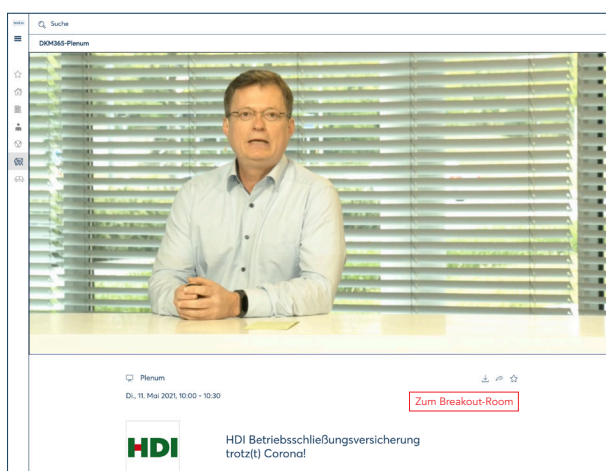 Suche
DKM365-Plenum
Plenum
Di., 11. Mai 2021, 10:00 - 10:30
Zum Breakout-Room
HDI
HDI Betriebsschließungsversicherung
trotz(t) Corona!